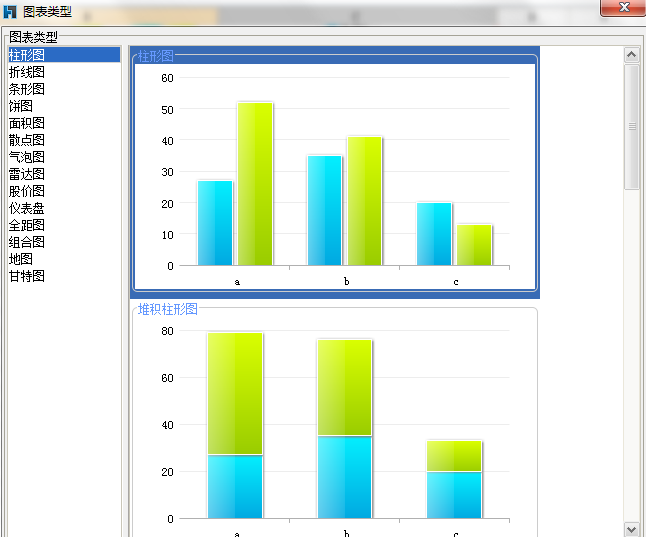 图表类型
图表类型
柱形图
折线图
条形图
饼图
面积图
散点图
气泡图
雷达图
股价图
仪表盘
全距图
组合图
地图
甘特图
柱形图
60
50
40
30
20
10
0
a b c
堆积柱形图
80
60
40
20
0
a b c